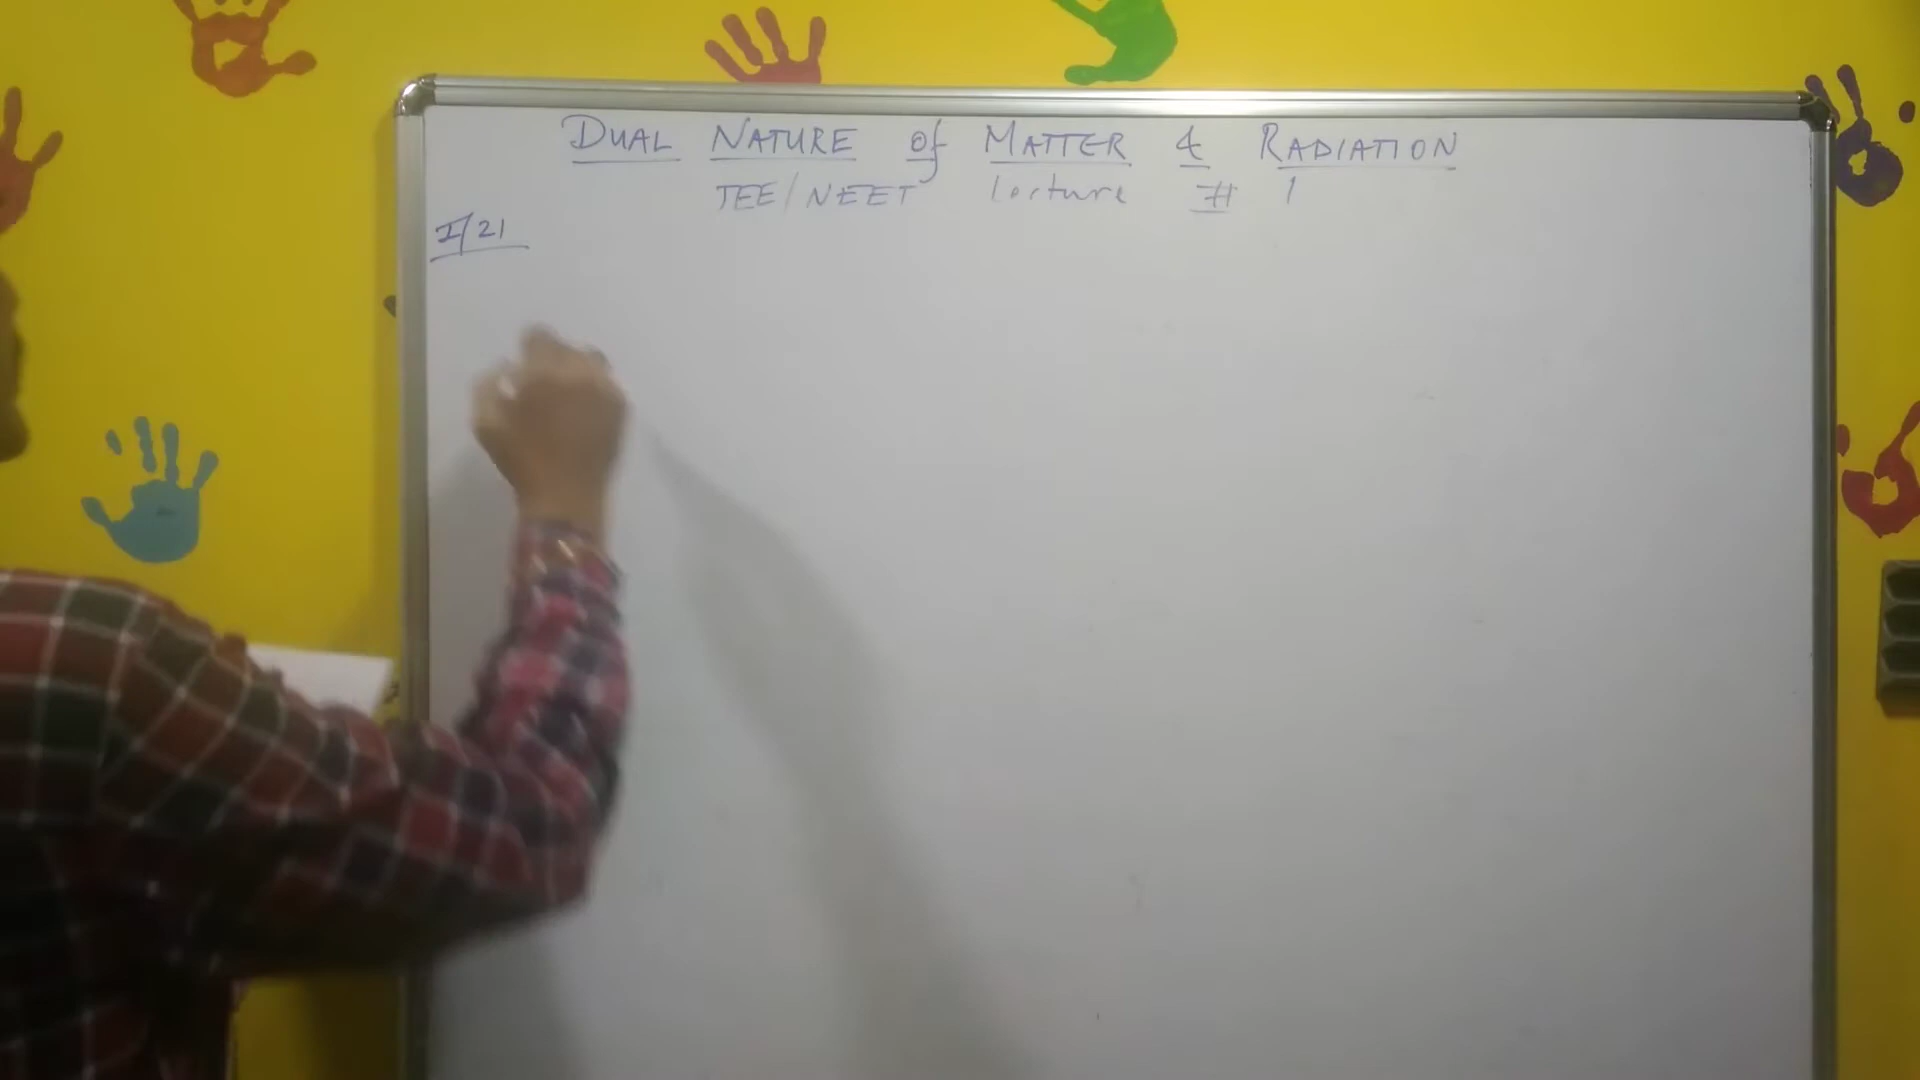 DUAL NATURE of MATTER & RADIATION
JEE/NEET lecture # 1
I/21